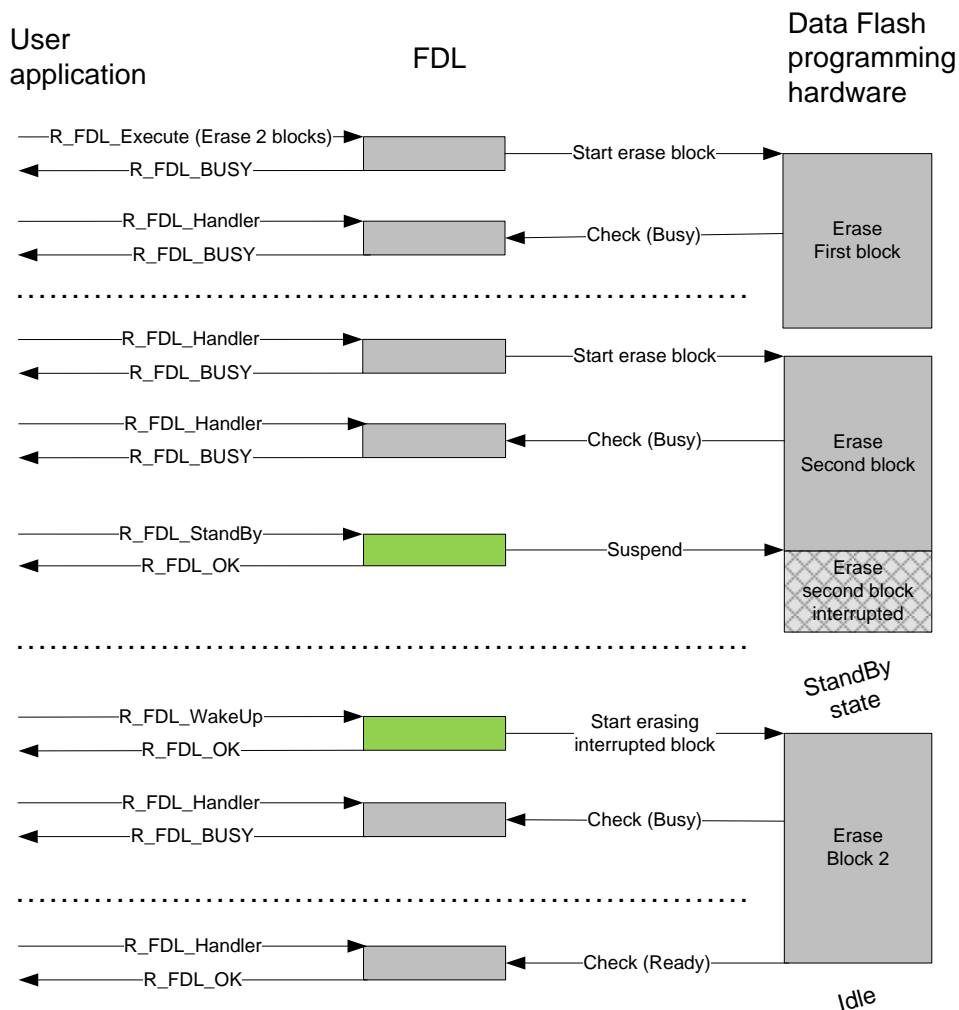 User
application
FDL
Data Flash
programming
hardware
R_FDL_Execute (Erase 2 blocks)
Start erase block
R_FDL_BUSY
R_FDL_Handler
Check (Busy)
R_FDL_BUSY
Erase
First block
R_FDL_Handler
Start erase block
R_FDL_BUSY
R_FDL_Handler
Check (Busy)
R_FDL_BUSY
Erase
Second block
R_FDL_StandBy
Suspend
R_FDL_OK
Erase
second block
interrupted
StandBy
state
R_FDL_WakeUp
Start erasing
interrupted block
R_FDL_OK
R_FDL_Handler
Check (Busy)
R_FDL_BUSY
Erase
Block 2
R_FDL_Handler
Check (Ready)
R_FDL_OK
Idle